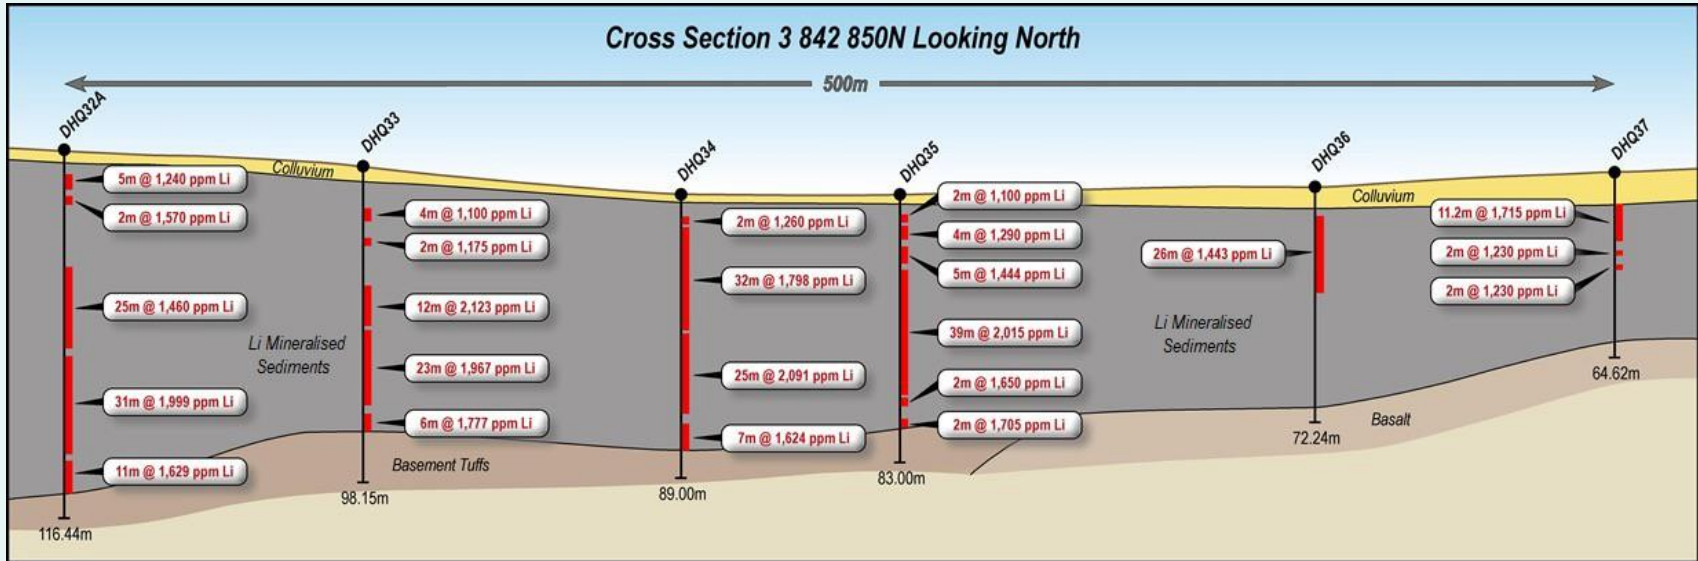 Cross Section 3 842 850N Looking North
500m
DHQ32A
DHQ33
DHQ34
DHQ35
DHQ36
DHQ37
Colluvium
Colluvium
5m @ 1,240 ppm Li
2m @ 1,570 ppm Li
25m @ 1,460 ppm Li
31m @ 1,999 ppm Li
11m @ 1,629 ppm Li
116.44m
Li Mineralised
Sediments
4m @ 1,100 ppm Li
2m @ 1,175 ppm Li
12m @ 2,123 ppm Li
23m @ 1,967 ppm Li
6m @ 1,777 ppm Li
98.15m
Basement Tuffs
2m @ 1,260 ppm Li
32m @ 1,798 ppm Li
25m @ 2,091 ppm Li
7m @ 1,624 ppm Li
89.00m
2m @ 1,100 ppm Li
4m @ 1,290 ppm Li
5m @ 1,444 ppm Li
39m @ 2,015 ppm Li
2m @ 1,650 ppm Li
2m @ 1,705 ppm Li
83.00m
26m @ 1,443 ppm Li
Li Mineralised
Sediments
72.24m
Basalt
11.2m @ 1,715 ppm Li
2m @ 1,230 ppm Li
2m @ 1,230 ppm Li
64.62m